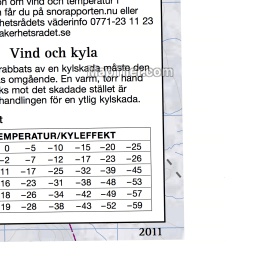 om vind och temperatur i
får du på snorapporten.nu eller
hetsrådets väderinfo 0771-23 11 23
akerhetsradet.se
Vind och kyla
rabbats av en kylskada måste den
s omgående. En varm, torr hand
ks mot det skadade stället är
handlingen för en ytlig kylskada.
t
EMPERATUR/KYLEFFEKT
0 −5 −10 −15 −20 −25
−2 −7 −12 −17 −23 −26
11 −17 −25 −32 −39 −45
16 −23 −31 −38 −48 −53
18 −26 −34 −42 −49 −57
19 −28 −38 −43 −52 −59
2011